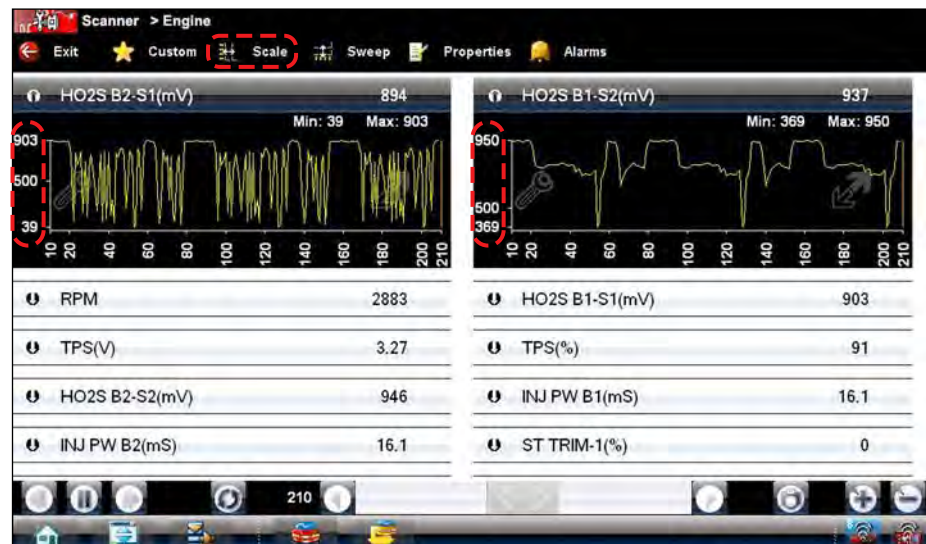 Scanner > Engine
Exit Custom Scale Sweep Properties Alarms
HO2S B2-S1(mV) 894
HO2S B1-S2(mV) 937
Min: 39 Max: 903
Min: 369 Max: 950
903
500
39
10 20 40 60 80 100 120 140 160 180 200 210
950
500
369
10 20 40 60 80 100 120 140 160 180 200 210
RPM 2883
HO2S B1-S1(mV) 903
TPS(V) 3.27
TPS(%) 91
HO2S B2-S2(mV) 946
INJ PW B1(mS) 16.1
INJ PW B2(mS) 16.1
ST TRIM-1(%) 0
210